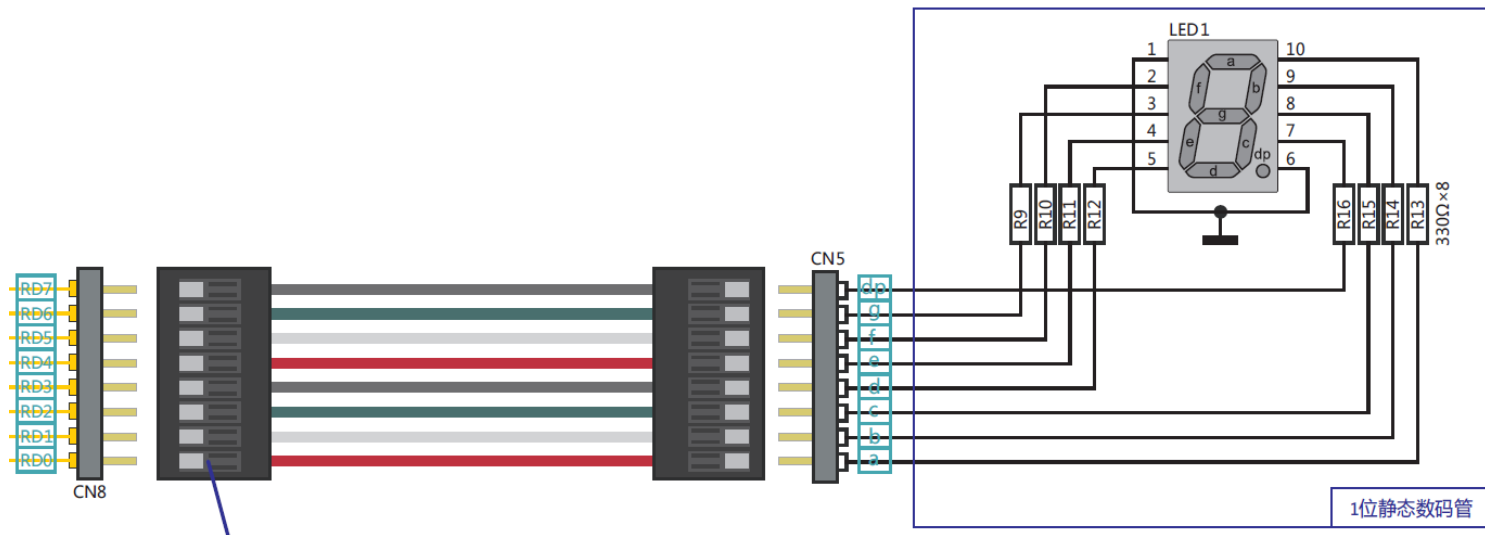 LED1
1
2
3
4
5
10
9
8
7
6
a
f
b
g
e
c
d
dp
R9
R10
R11
R12
R16
R15
R14
R13
330Ω×8
RD7
RD6
RD5
RD4
RD3
RD2
RD1
RD0
CN8
CN5
dp
g
f
e
d
c
b
a
1位静态数码管